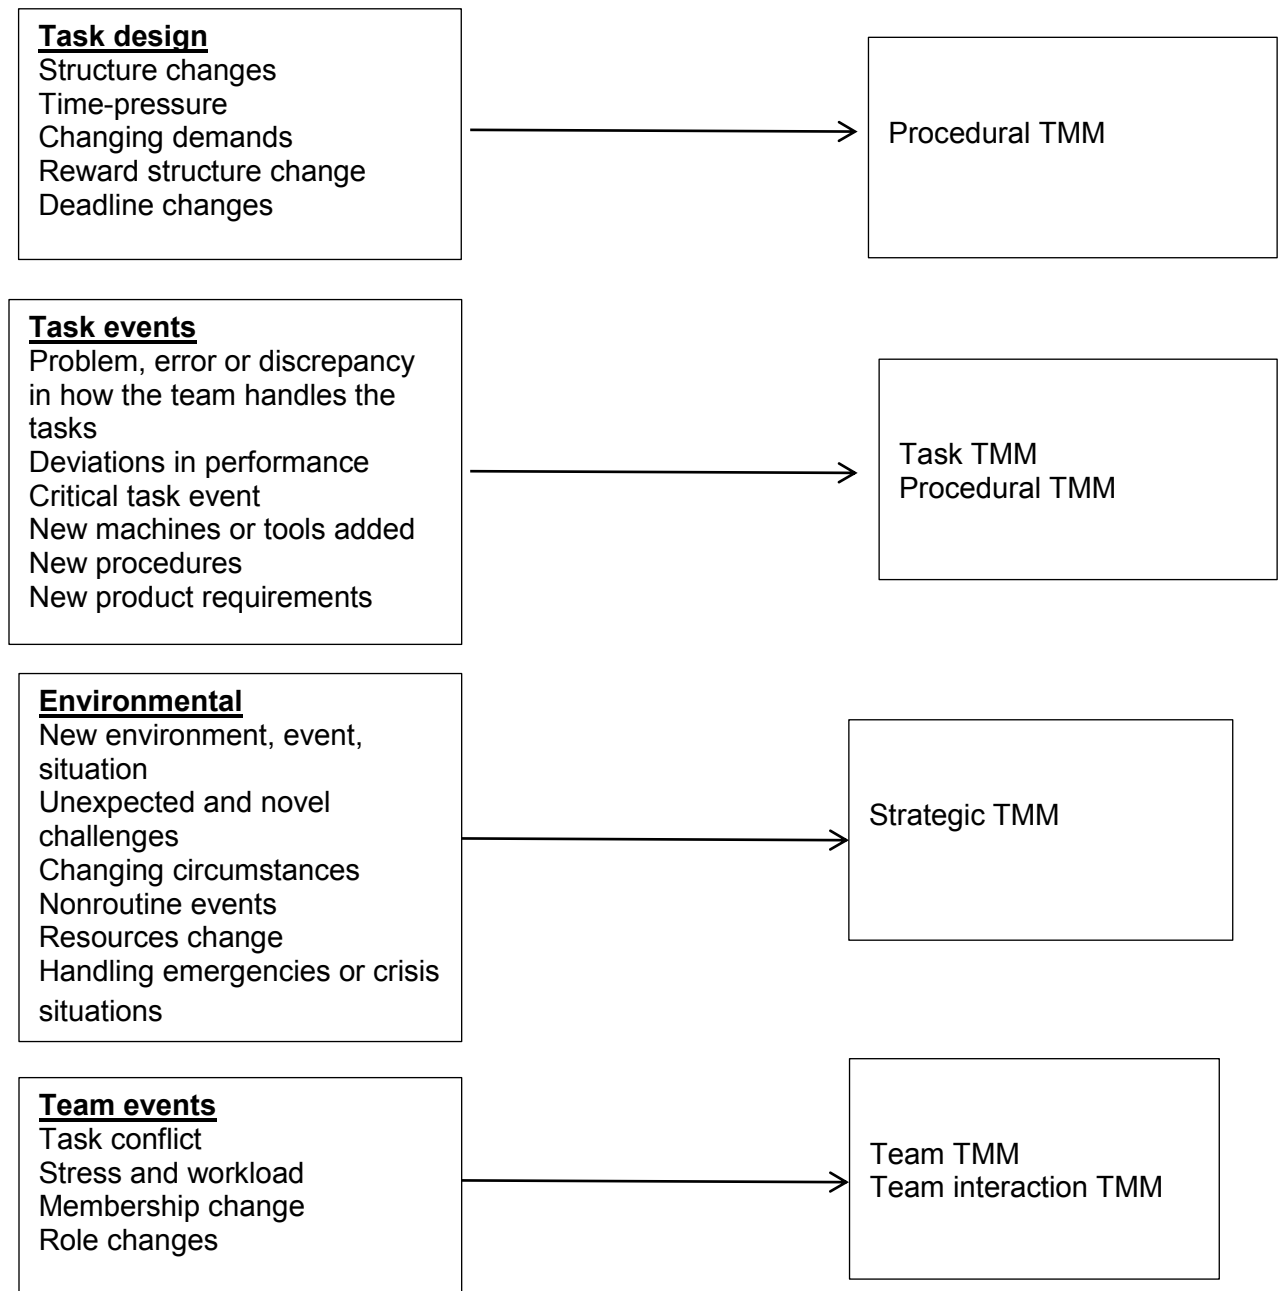 Task design
Structure changes
Time-pressure
Changing demands
Reward structure change
Deadline changes
Procedural TMM
Task events
Problem, error or discrepancy
in how the team handles the
tasks
Deviations in performance
Critical task event
New machines or tools added
New procedures
New product requirements
Task TMM
Procedural TMM
Environmental
New environment, event,
situation
Unexpected and novel
challenges
Changing circumstances
Nonroutine events
Resources change
Handling emergencies or crisis
situations
Strategic TMM
Team events
Task conflict
Stress and workload
Membership change
Role changes
Team TMM
Team interaction TMM